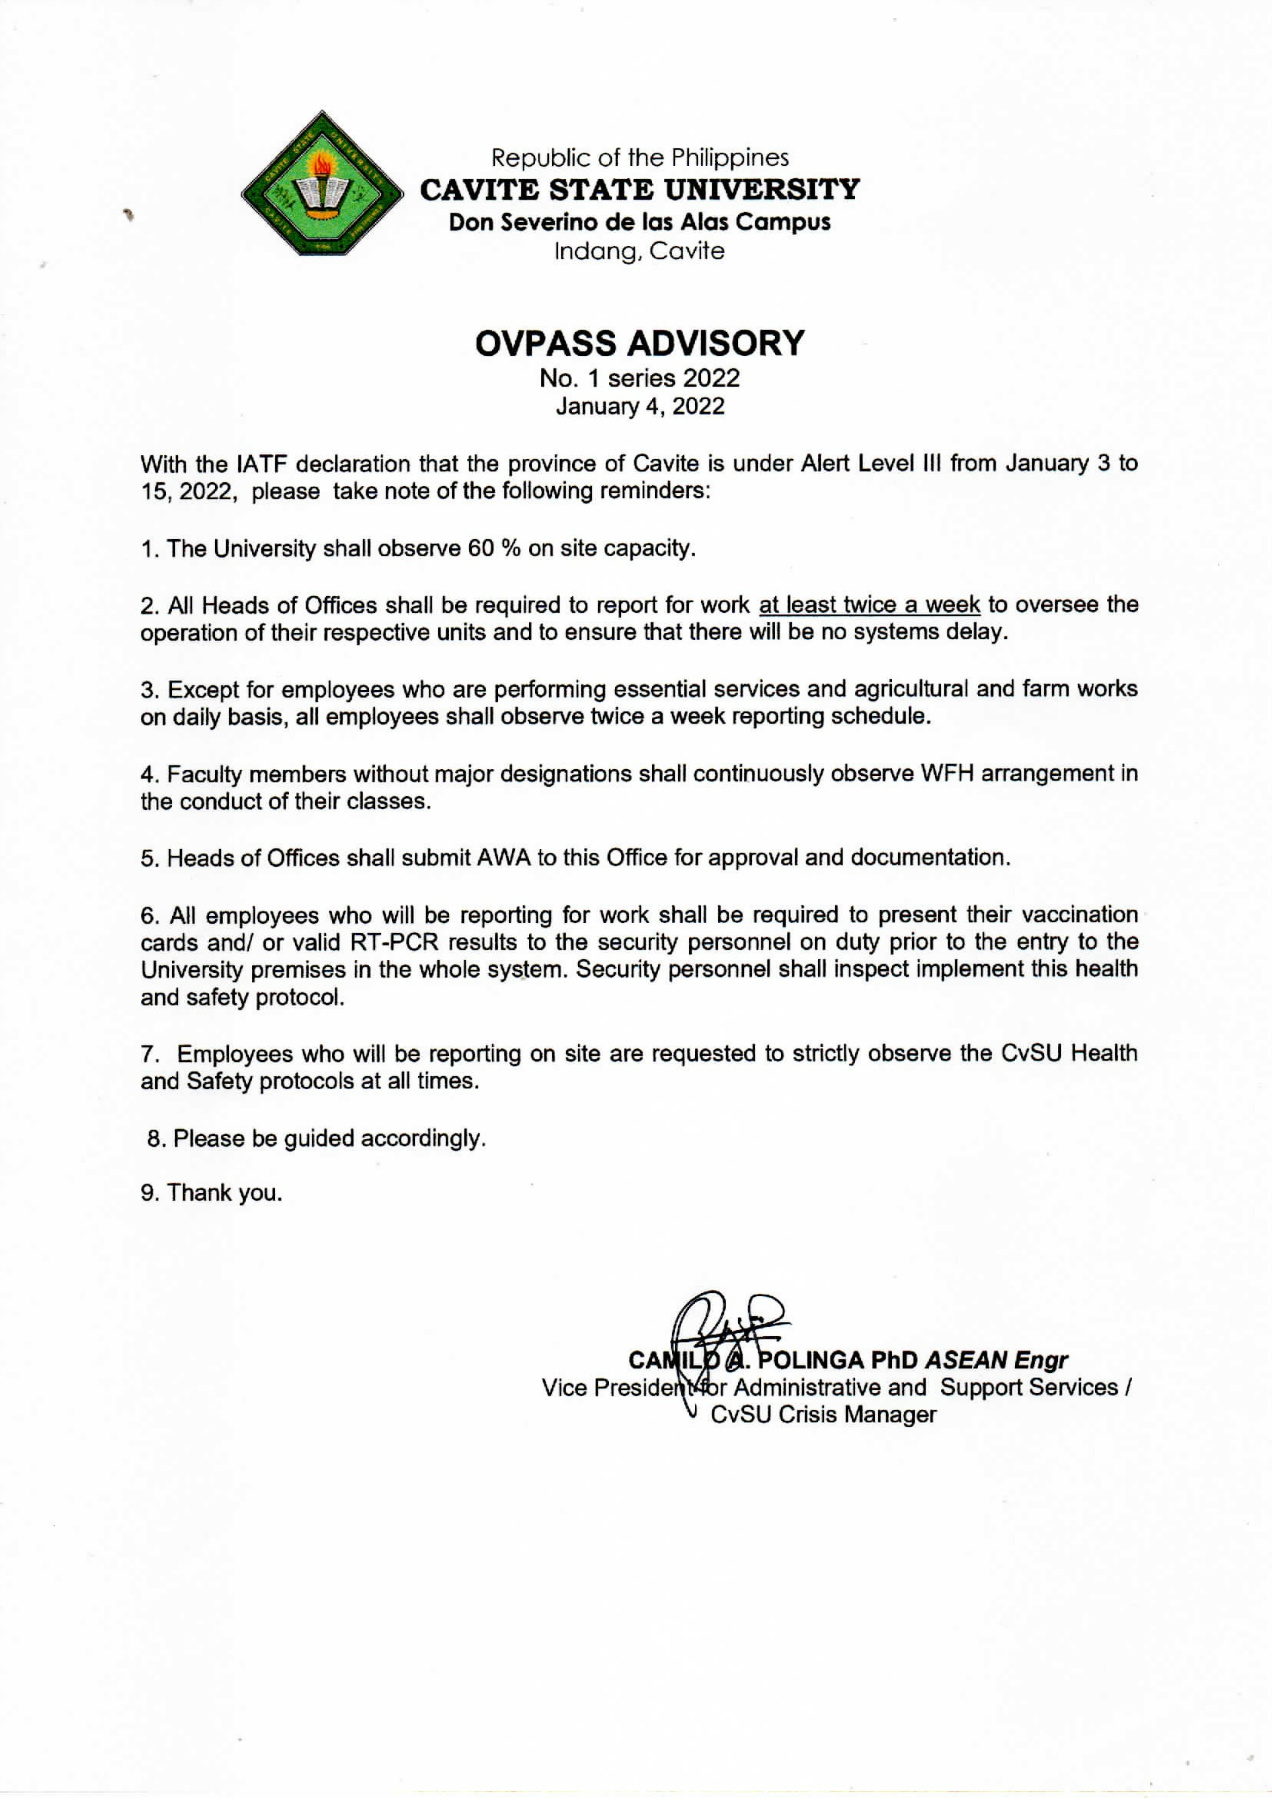 Republic of the Philippines
CAVITE STATE UNIVERSITY
Don Severino de las Alas Campus
Indang, Cavite
OVPASS ADVISORY
No. 1 series 2022
January 4, 2022
With the IATF declaration that the province of Cavite is under Alert Level III from January 3 to
15, 2022, please take note of the following reminders:
1. The University shall observe 60 % on site capacity.
2. All Heads of Offices shall be required to report for work at least twice a week to oversee the
operation of their respective units and to ensure that there will be no systems delay.
3. Except for employees who are performing essential services and agricultural and farm works
on daily basis, all employees shall observe twice a week reporting schedule.
4. Faculty members without major designations shall continuously observe WFH arrangement in
the conduct of their classes.
5. Heads of Offices shall submit AWA to this Office for approval and documentation.
6. All employees who will be reporting for work shall be required to present their vaccination
cards and/ or valid RT-PCR results to the security personnel on duty prior to the entry to the
University premises in the whole system. Security personnel shall inspect implement this health
and safety protocol.
7. Employees who will be reporting on site are requested to strictly observe the CvSU Health
and Safety protocols at all times.
8. Please be guided accordingly.
9. Thank you.
CAMILO A. POLINGA PhD ASEAN Engr
Vice President for Administrative and Support Services /
CvSU Crisis Manager